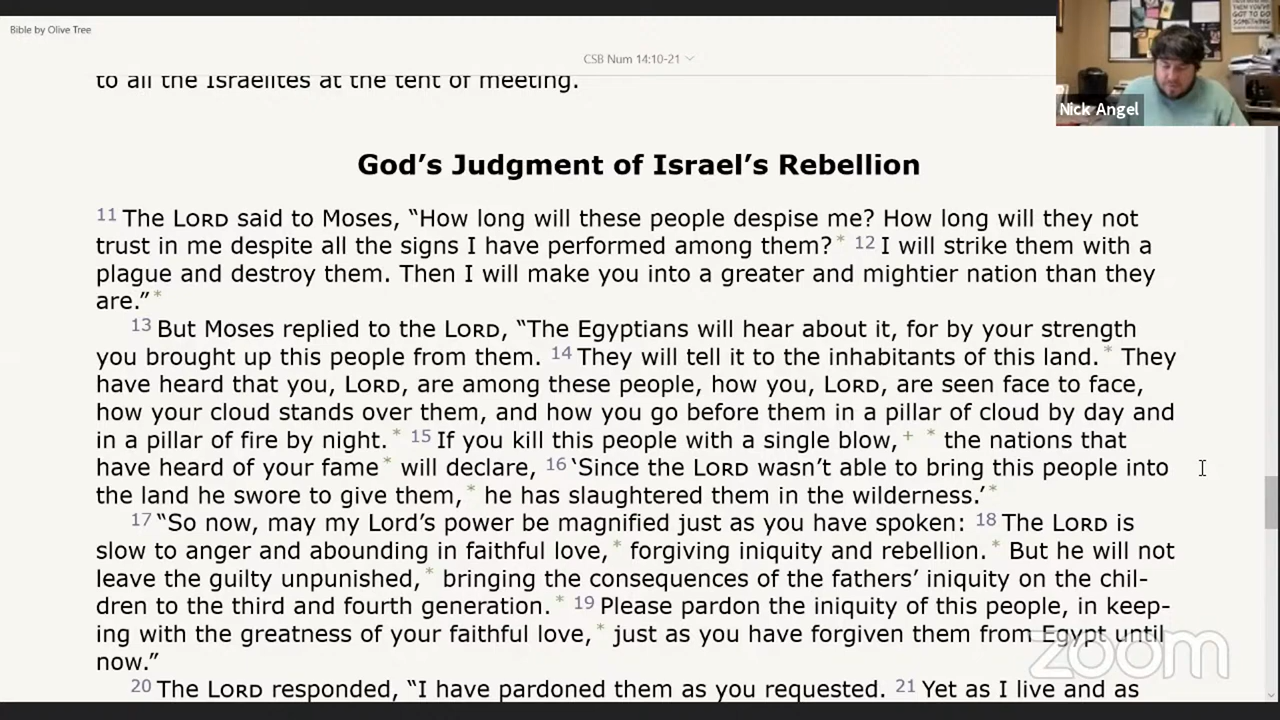 Bible by Olive Tree
CSB Num 14:10-21
GOT TO DO
SOMETHING
Nick Angel
to all the Israelites at the tent of meeting.
God’s Judgment of Israel’s Rebellion
11 The LORD said to Moses, “How long will these people despise me? How long will they not
trust in me despite all the signs I have performed among them?* 12 I will strike them with a
plague and destroy them. Then I will make you into a greater and mightier nation than they
are.”*
13 But Moses replied to the LORD, “The Egyptians will hear about it, for by your strength
you brought up this people from them. 14 They will tell it to the inhabitants of this land.* They
have heard that you, LORD, are among these people, how you, LORD, are seen face to face,
how your cloud stands over them, and how you go before them in a pillar of cloud by day and
in a pillar of fire by night.* 15 If you kill this people with a single blow,+ * the nations that
have heard of your fame* will declare, 16 ‘Since the LORD wasn’t able to bring this people into
the land he swore to give them,* he has slaughtered them in the wilderness.’*
17 “So now, may my Lord’s power be magnified just as you have spoken: 18 The LORD is
slow to anger and abounding in faithful love,* forgiving iniquity and rebellion.* But he will not
leave the guilty unpunished,* bringing the consequences of the fathers’ iniquity on the chil-
dren to the third and fourth generation.* 19 Please pardon the iniquity of this people, in keep-
ing with the greatness of your faithful love,* just as you have forgiven them from Egypt until
now.”
20 The LORD responded, “I have pardoned them as you requested. 21 Yet as I live and as
zoom